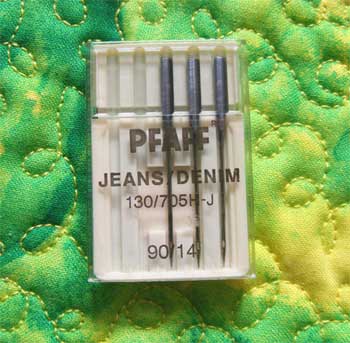 PFAFF
JEANS/DENIM
130/705H-J
90/14